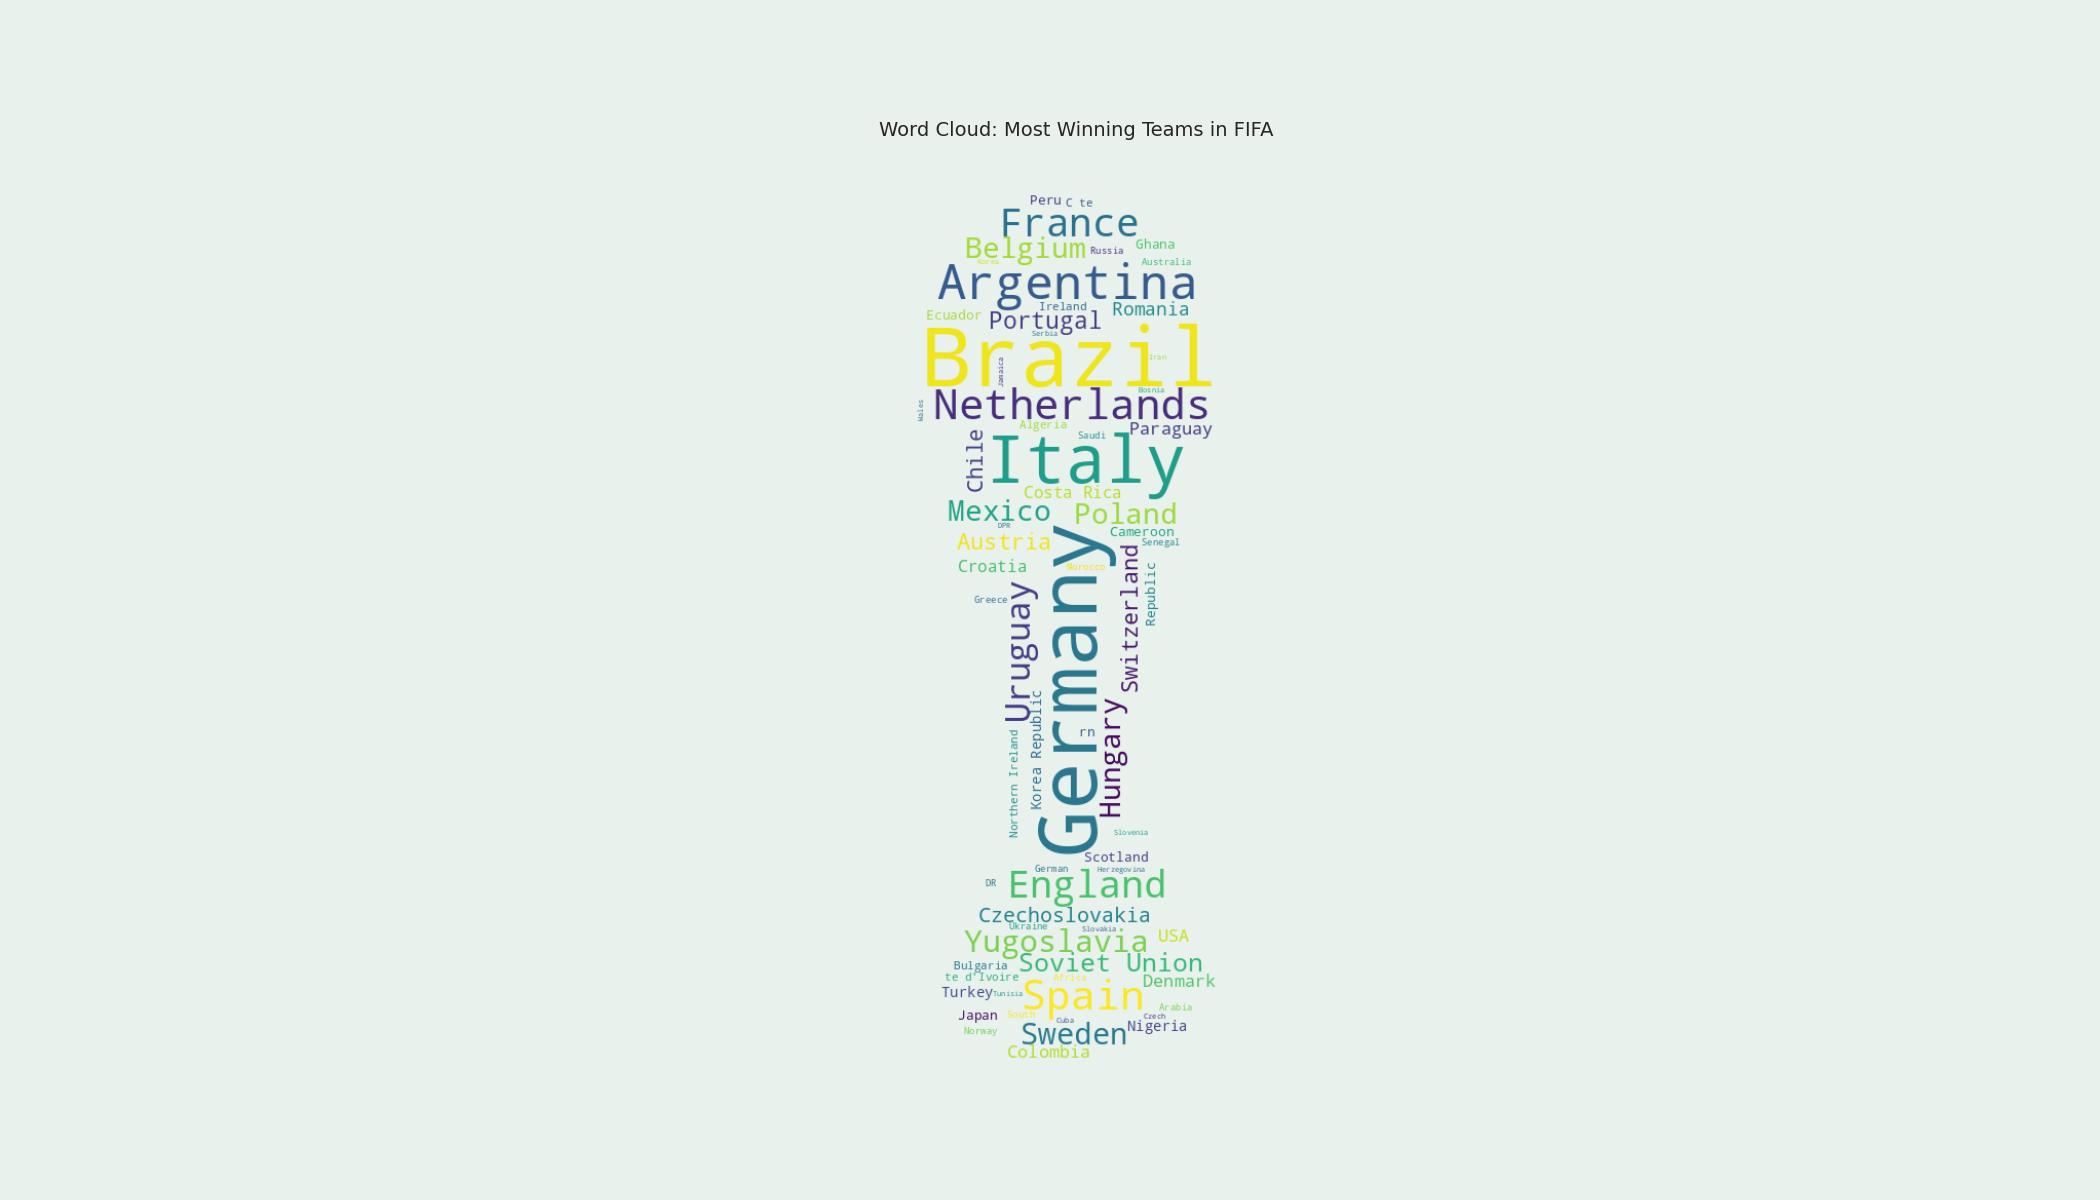 Word Cloud: Most Winning Teams in FIFA
Peru
C te
France
Belgium
Russia
Ghana
Korea
Australia
Argentina
Ireland
Romania
Ecuador
Portugal
Serbia
Brazil
Iran
Jamaica
Bosnia
Netherlands
Wales
Algeria
Saudi
Paraguay
Chile
Italy
Costa Rica
Mexico
Poland
DPR
Cameroon
Austria
Senegal
Croatia
Morocco
Germany
Switzerland
Republic
Greece
Uruguay
Korea Republic
rn
Hungary
Northern Ireland
Slovenia
Scotland
German
Herzegovina
DR
England
Czechoslovakia
Ukraine
Slovakia
Yugoslavia
USA
Soviet Union
Bulgaria
te d'Ivoire
Africa
Denmark
Turkey
Tunisia
Spain
Arabia
Japan
South
Cuba
Czech
Norway
Sweden
Nigeria
Colombia